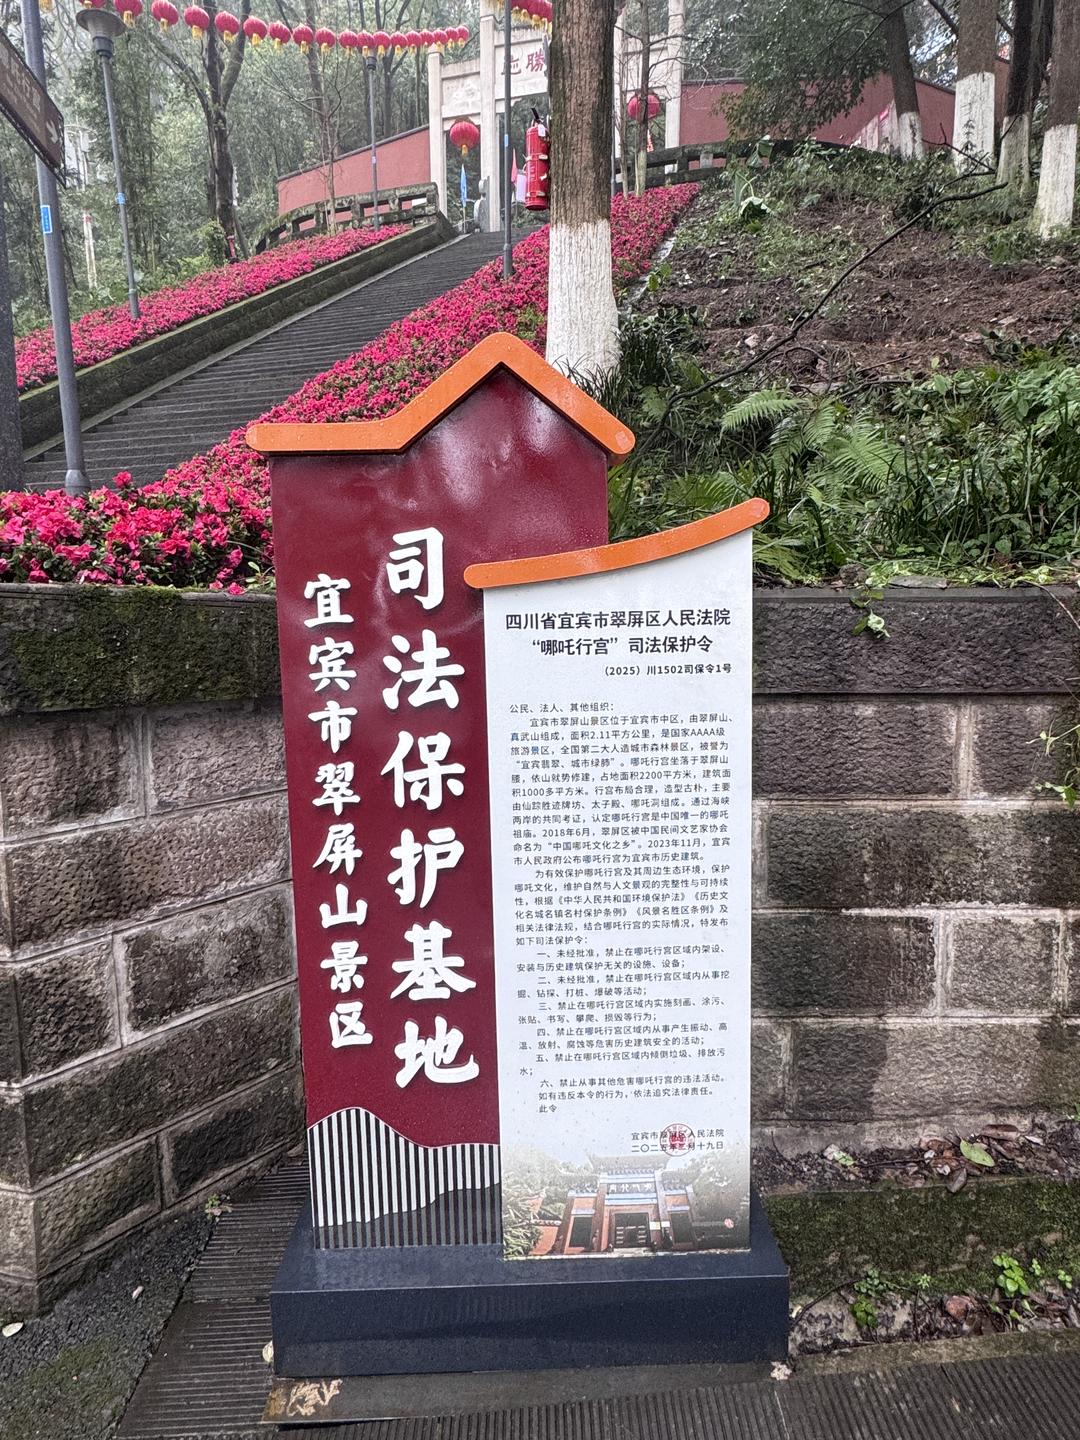 宜宾市翠屏山景区
司法保护基地
四川省宜宾市翠屏区人民法院
“哪吒行宫”司法保护令
（2025）川1502司保令1号
公民、法人、其他组织：
宜宾市翠屏山景区位于宜宾市中区，由翠屏山、
真武山组成，面积2.11平方公里，是国家AAAA级
旅游景区，全国第二大人造城市森林景区，被誉为
“宜宾翡翠、城市绿肺”。哪吒行宫坐落于翠屏山
腰，依山就势修建，占地面积2200平方米，建筑面
积1000多平方米。行宫布局合理，造型古朴，主要
由仙踪胜迹牌坊、太子殿、哪吒洞组成。通过海峡
两岸的共同考证，认定哪吒行宫是中国唯一的哪吒
祖庙。2018年6月，翠屏区被中国民间文艺家协会
命名为“中国哪吒文化之乡”。2023年11月，宜宾
市人民政府公布哪吒行宫为宜宾市历史建筑。
为有效保护哪吒行宫及其周边生态环境，保护
哪吒文化，维护自然与人文景观的完整性与可持续
性，根据《中华人民共和国环境保护法》《历史文
化名城名镇名村保护条例》《风景名胜区条例》及
相关法律法规，结合哪吒行宫的实际情况，特发布
如下司法保护令：
一、未经批准，禁止在哪吒行宫区域内架设、
安装与历史建筑保护无关的设施、设备；
二、未经批准，禁止在哪吒行宫区域内从事挖
掘、钻探、打桩、爆破等活动；
三、禁止在哪吒行宫区域内实施刻画、涂污、
张贴、书写、攀爬、损毁等行为；
四、禁止在哪吒行宫区域内从事产生振动、高
温、放射、腐蚀等危害历史建筑安全的活动；
五、禁止在哪吒行宫区域内倾倒垃圾、排放污
水；
六、禁止从事其他危害哪吒行宫的违法活动。
如有违反本令的行为，依法追究法律责任。
此令
宜宾市翠屏区人民法院
二〇二五年三月十九日